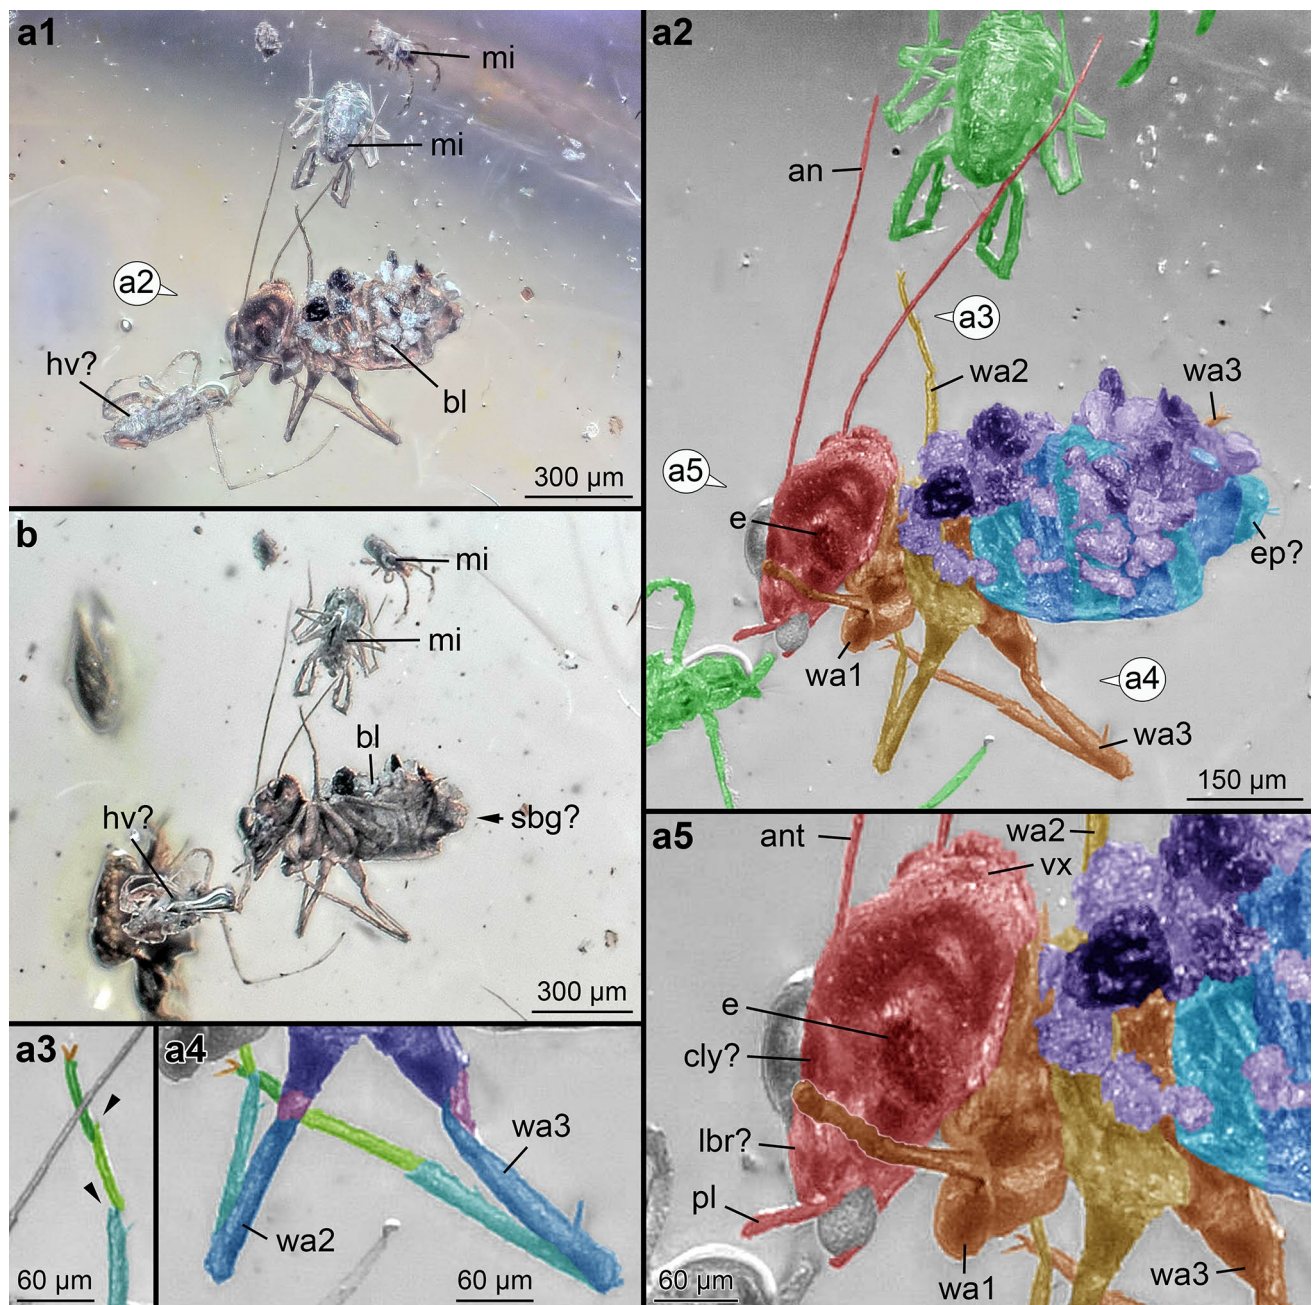 a1
mi
mi
a2
hv?
bl
300 µm
b
mi
mi
bl
hv?
sbg?
300 µm
a3
60 µm
a4
wa3
wa2
60 µm
a2
an
a3
wa2
wa3
a5
e
ep?
wa1
a4
wa3
150 µm
a5
ant
wa2
vx
e
cly?
lbr?
pl
wa1
wa3
60 µm